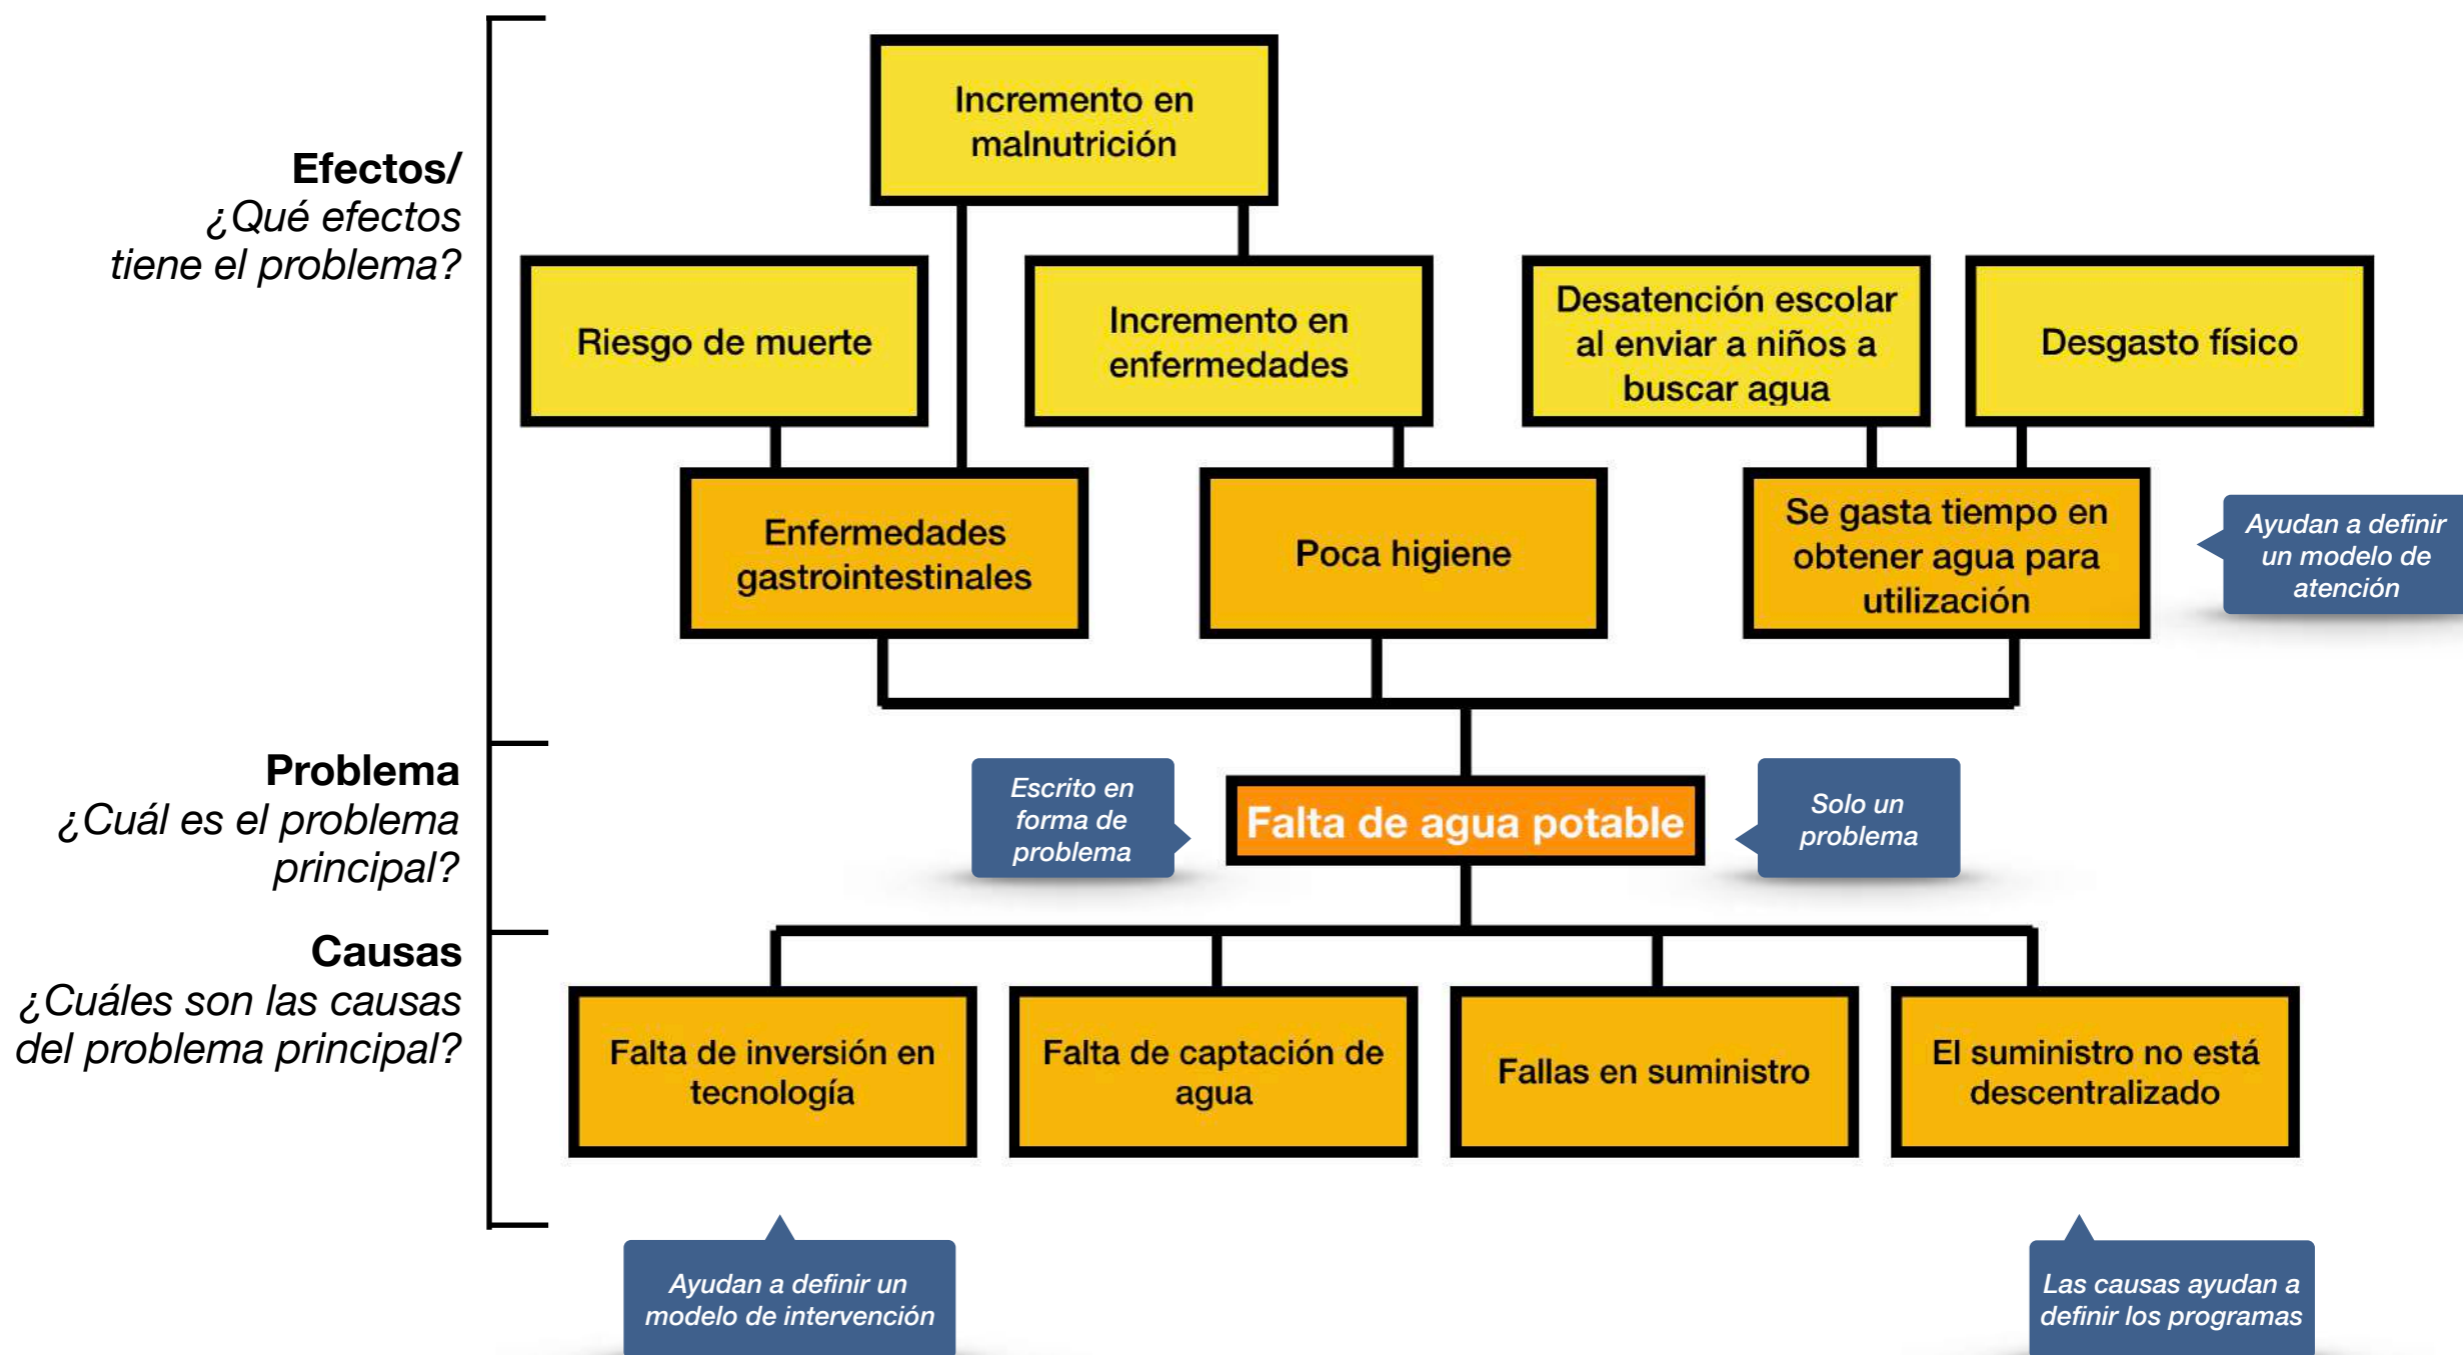 Efectos/
¿Qué efectos
tiene el problema?
Incremento en
malnutrición
Riesgo de muerte
Incremento en
enfermedades
Desatención escolar
al enviar a niños a
buscar agua
Desgasto físico
Enfermedades
gastrointestinales
Poca higiene
Se gasta tiempo en
obtener agua para
utilización
Ayudan a definir
un modelo de
atención
Problema
¿Cuál es el problema
principal?
Escrito en
forma de
problema
Falta de agua potable
Solo un
problema
Causas
¿Cuáles son las causas
del problema principal?
Falta de inversión en
tecnología
Falta de captación de
agua
Fallas en suministro
El suministro no está
descentralizado
Ayudan a definir un
modelo de intervención
Las causas ayudan a
definir los programas